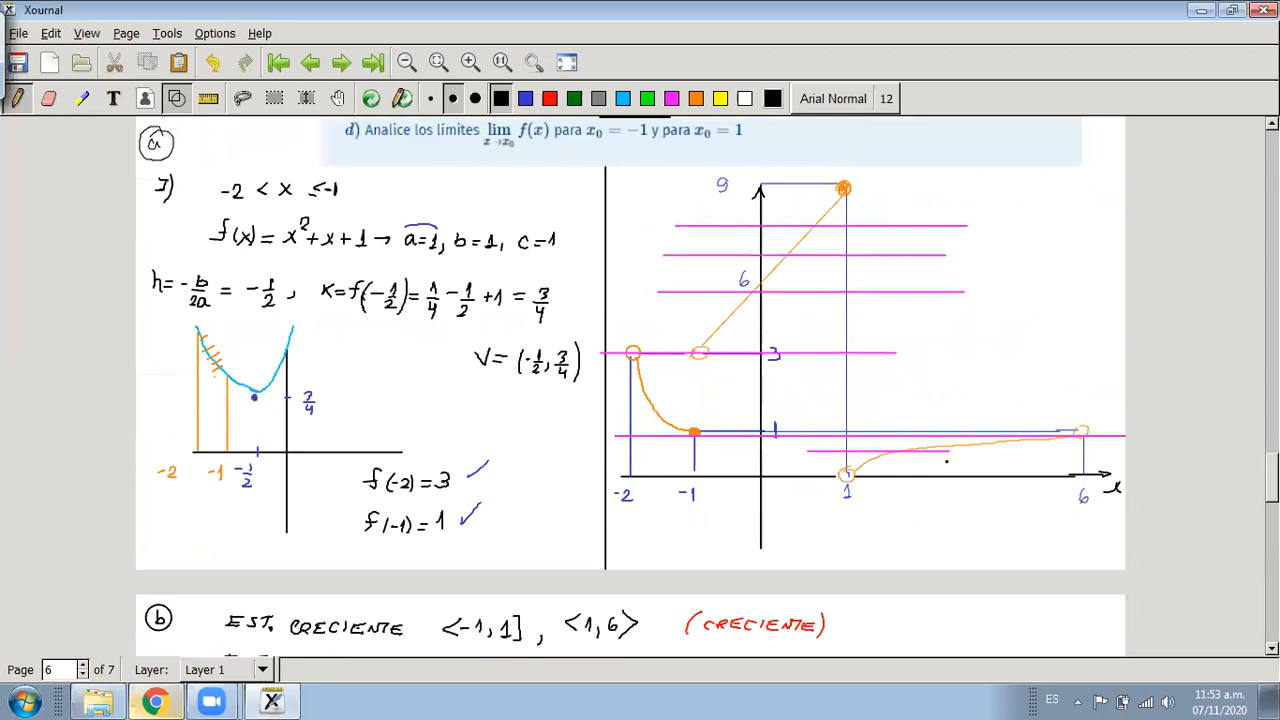 Xournal
File Edit View Page Tools Options Help
Arial Normal 12
d) Analice los límites lim x→x₀ f(x) para x₀ = −1 y para x₀ = 1
a
I) -2 < x ≤ -1
f(x) = x² + x + 1 → a=1, b=1, c=1
h = -b/2a = -1/2, K = f(-1/2) = 1/4 - 1/2 + 1 = 3/4
V = (-1/2, 3/4)
3/4
-2 -1 -1/2
f(-2) = 3
f(-1) = 1
9
6
3
1
-2 -1 1 6 x
b EST. CRECIENTE <-1, 1], <1, 6> (CRECIENTE)
Page 6 of 7 Layer: Layer 1
ES 11:53 a.m.
07/11/2020